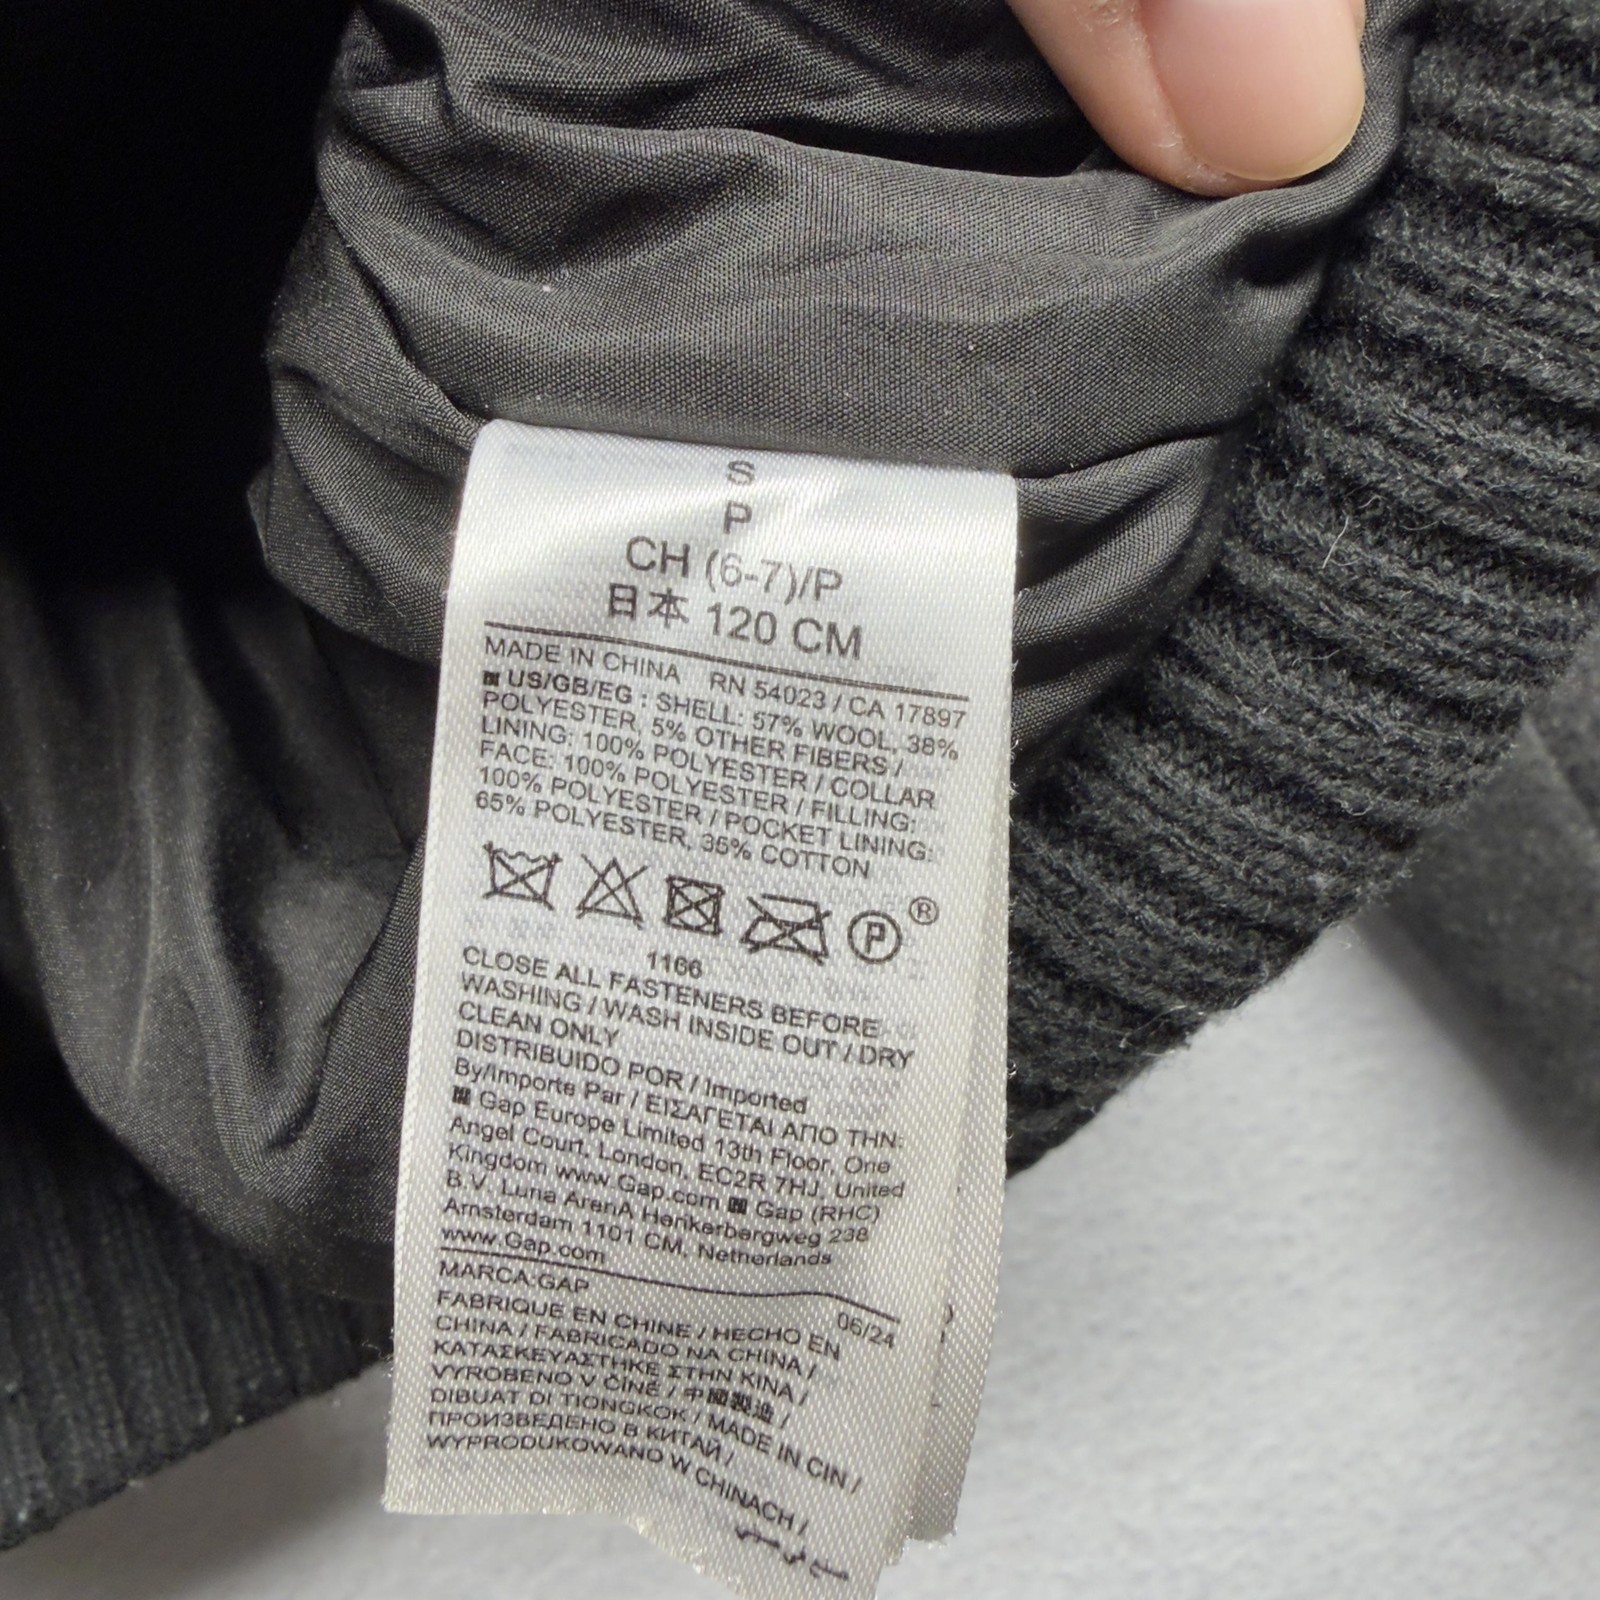 S
P
CH (6-7)/P
日本 120 CM
MADE IN CHINA RN 54023 / CA 17897
US/GB/EG : SHELL: 57% WOOL, 38%
POLYESTER, 5% OTHER FIBERS /
LINING: 100% POLYESTER / COLLAR
FACE: 100% POLYESTER / FILLING:
100% POLYESTER / POCKET LINING:
65% POLYESTER, 35% COTTON
P ®
1166
CLOSE ALL FASTENERS BEFORE
WASHING / WASH INSIDE OUT / DRY
CLEAN ONLY
DISTRIBUIDO POR / Imported
By/Importe Par / ΕΙΣΑΓΕΤΑΙ ΑΠΟ ΤΗΝ:
Gap Europe Limited 13th Floor, One
Angel Court, London, EC2R 7HJ, United
Kingdom www.Gap.com Gap (RHC)
B.V. Luna ArenA Herikerbergweg 238
Amsterdam 1101 CM, Netherlands
www.Gap.com
MARCA:GAP
06/24
FABRIQUE EN CHINE / HECHO EN
CHINA / FABRICADO NA CHINA /
ΚΑΤΑΣΚΕΥΑΣΤΗΚΕ ΣΤΗΝ ΚΙΝΑ /
VYROBENO V ČÍNĚ / 中國製造 /
DIBUAT DI TIONGKOK / MADE IN CIN /
ПРОИЗВЕДЕНО В КИТАЙ /
WYPRODUKOWANO W CHINACH /